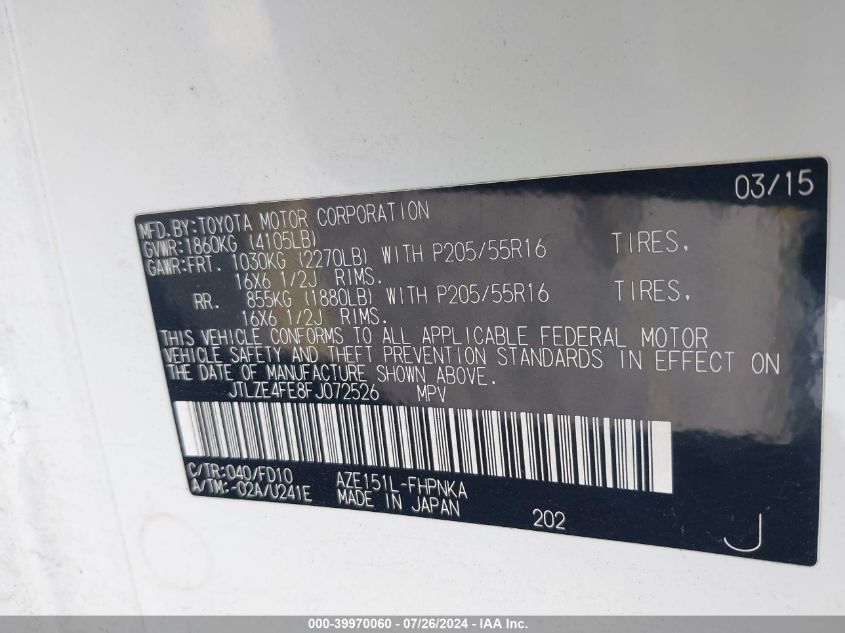 03/15
MFD.BY:TOYOTA MOTOR CORPORATION
GVWR:1860KG (4105LB)
GAWR:FRT. 1030KG (2270LB) WITH P205/55R16 TIRES,
16X6 1/2J RIMS.
RR. 855KG (1880LB) WITH P205/55R16 TIRES,
16X6 1/2J RIMS.
THIS VEHICLE CONFORMS TO ALL APPLICABLE FEDERAL MOTOR
VEHICLE SAFETY AND THEFT PREVENTION STANDARDS IN EFFECT ON
THE DATE OF MANUFACTURE SHOWN ABOVE.
JTLZE4FE8FJ072526 MPV
C/TR:040/FD10 AZE151L-FHPNKA
A/TM:-02A/U241E MADE IN JAPAN
202
J
000-39970060 - 07/26/2024 - IAA Inc.